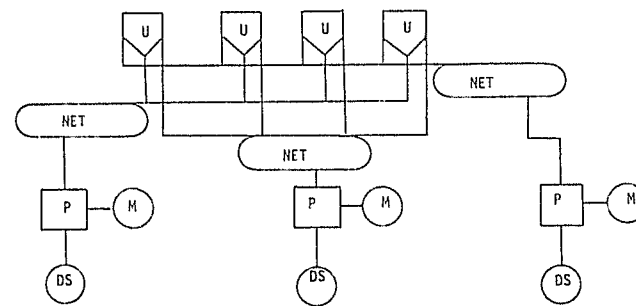 U U U U
NET
NET
NET
P M P M P M
DS DS DS